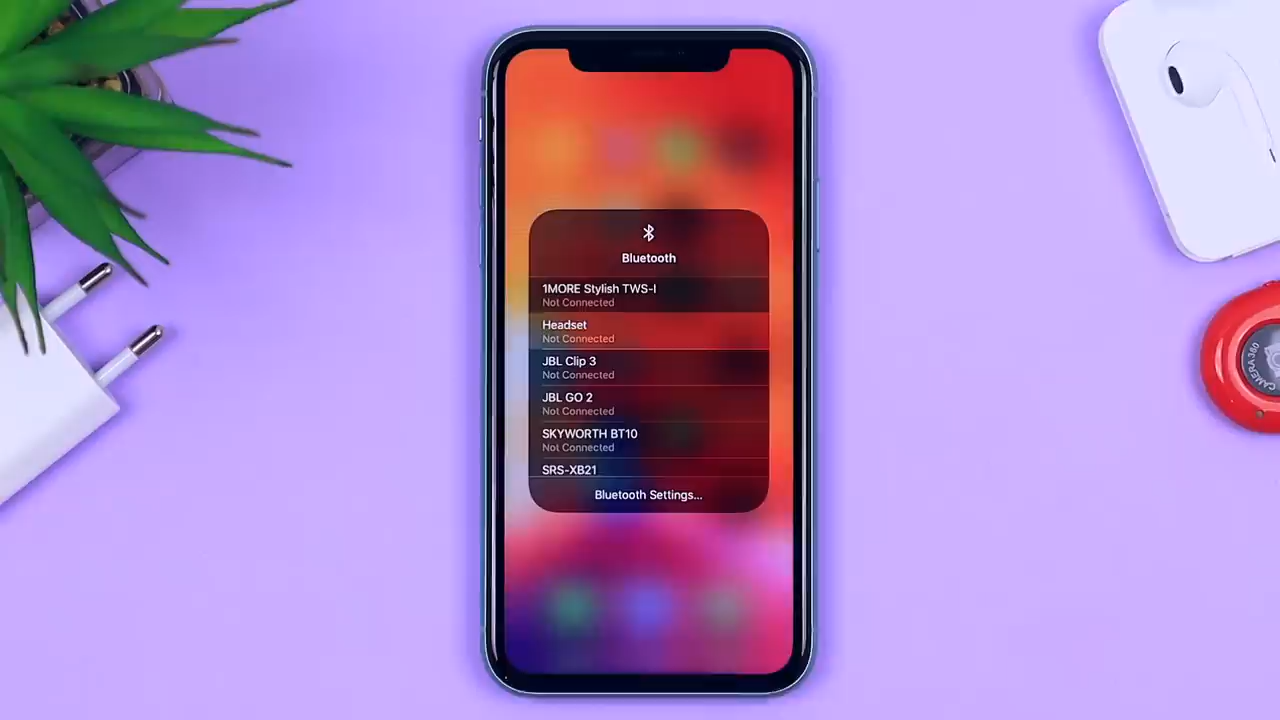 Bluetooth
1MORE Stylish TWS-I
Not Connected
Headset
Not Connected
JBL Clip 3
Not Connected
JBL GO 2
Not Connected
SKYWORTH BT10
Not Connected
SRS-XB21
Bluetooth Settings...
CAMERA360